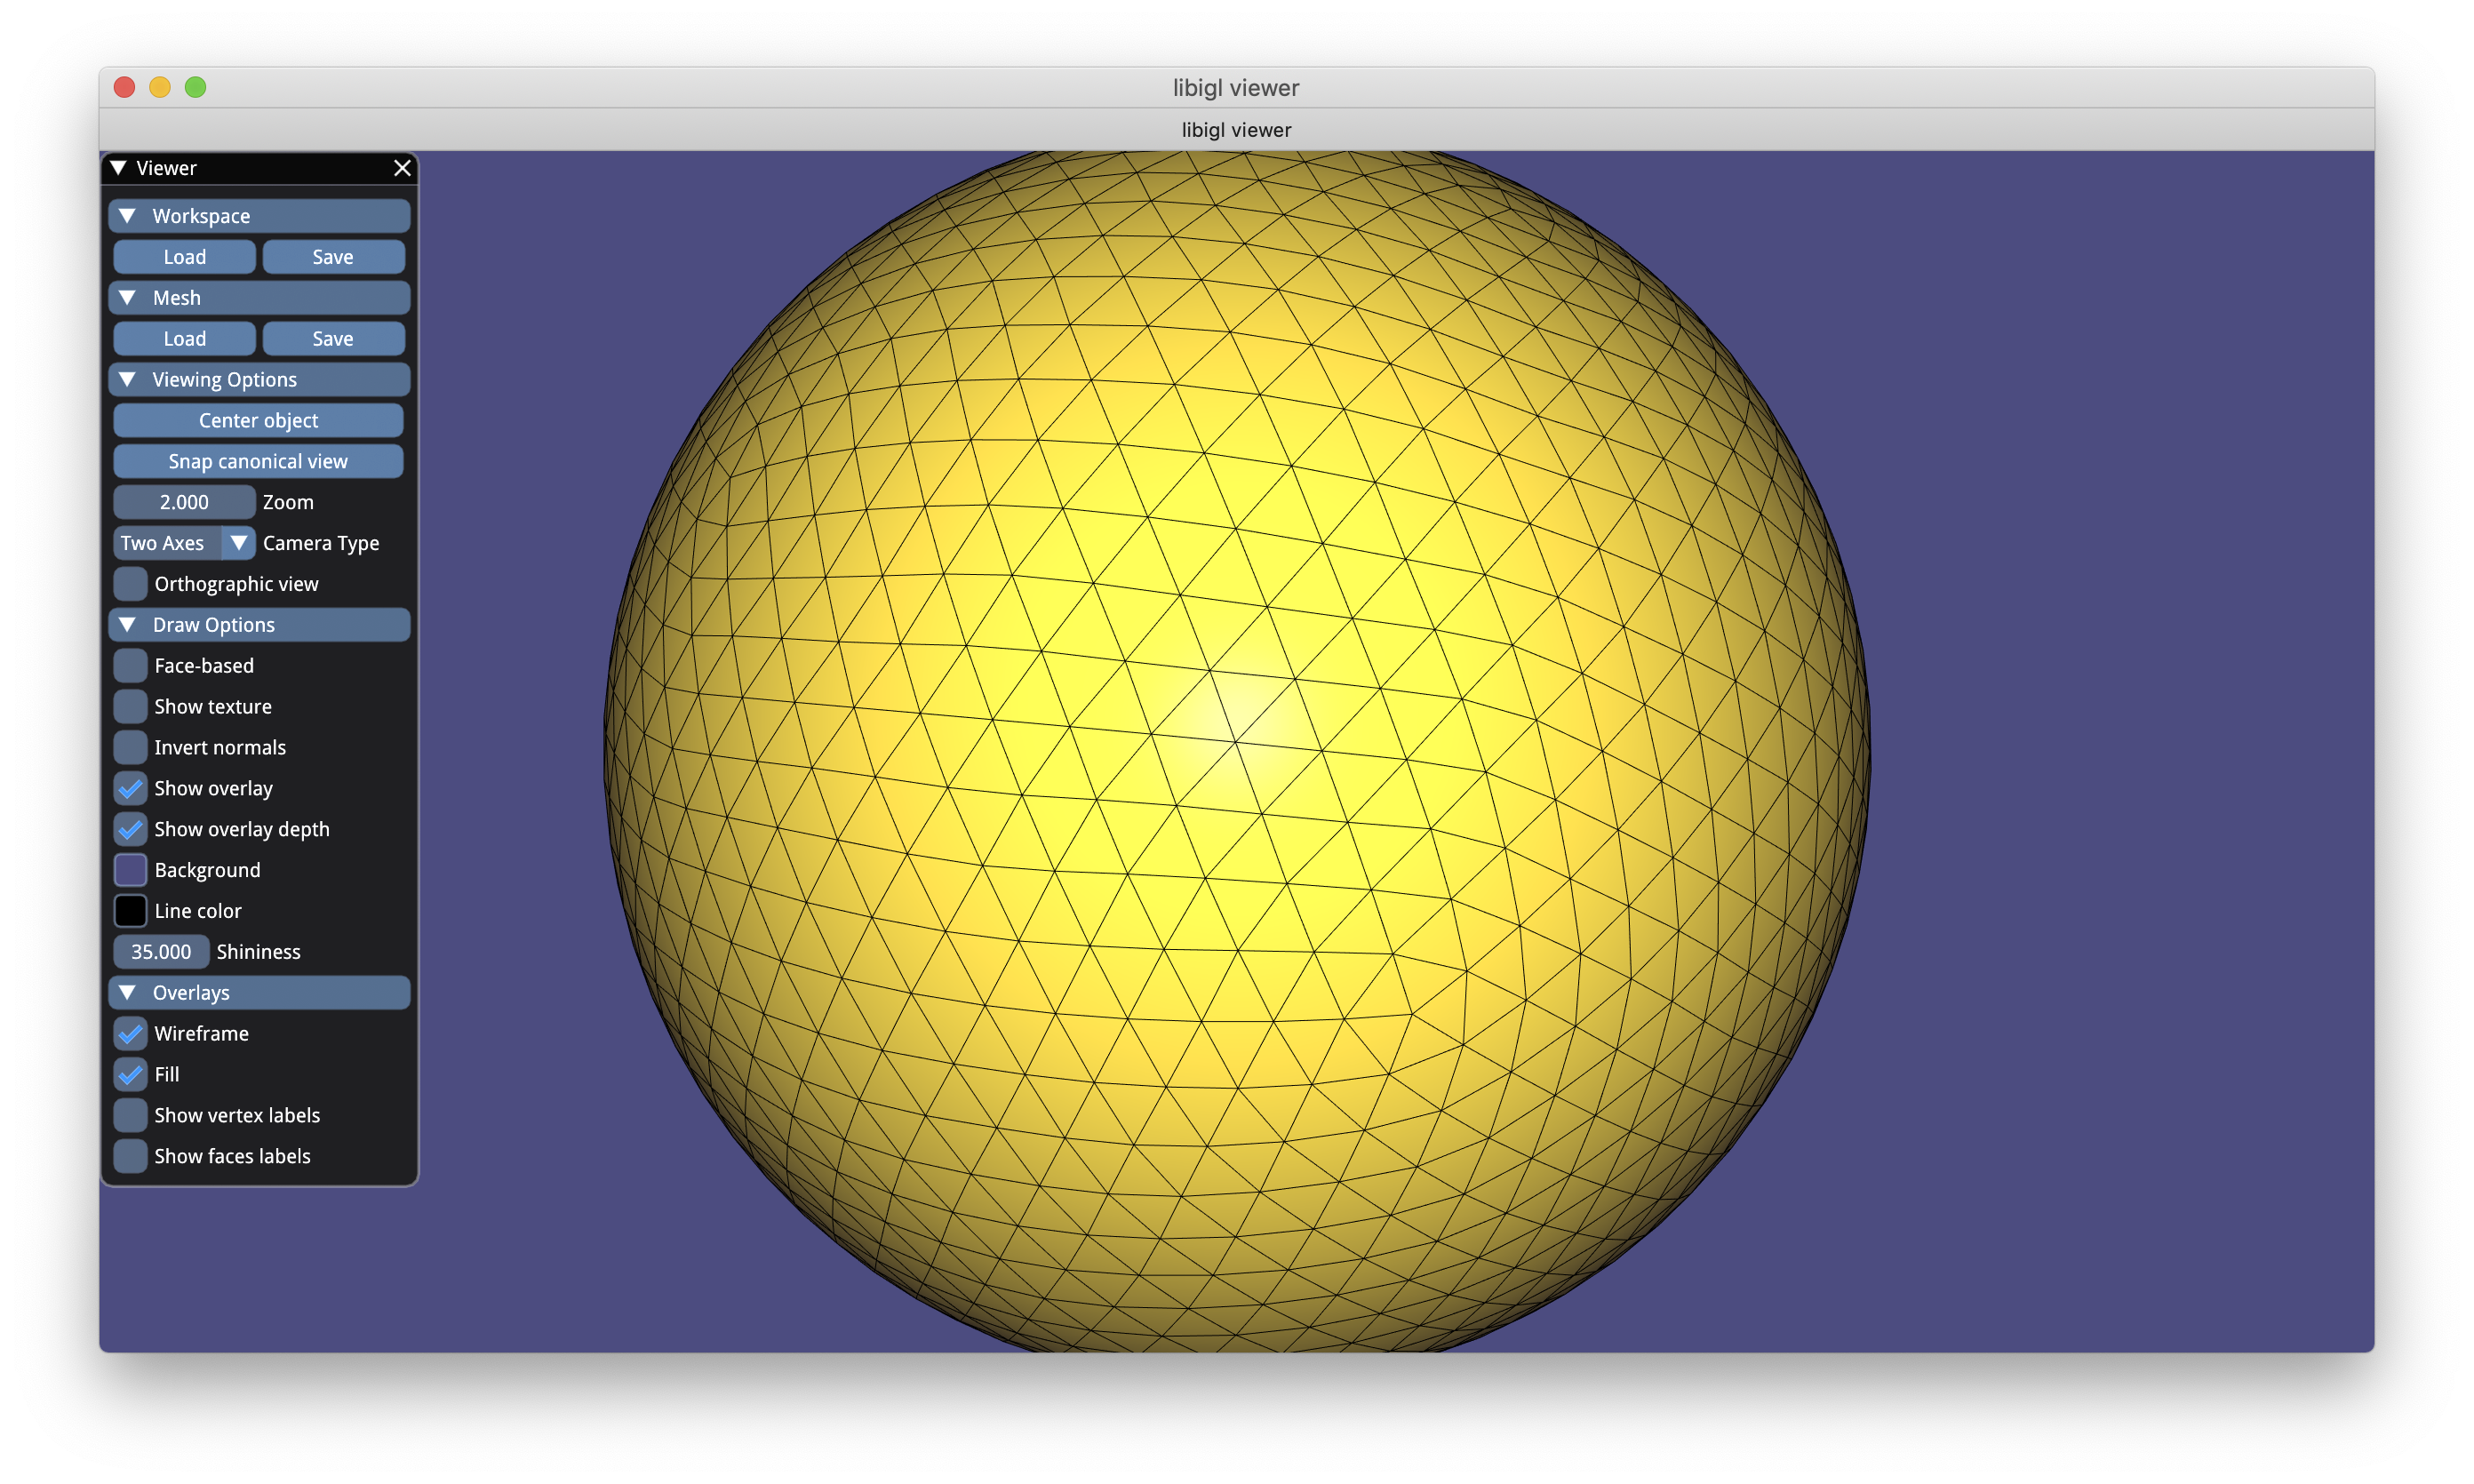 libigl viewer
libigl viewer
Viewer
Workspace
Load Save
Mesh
Load Save
Viewing Options
Center object
Snap canonical view
2.000 Zoom
Two Axes Camera Type
Orthographic view
Draw Options
Face-based
Show texture
Invert normals
Show overlay
Show overlay depth
Background
Line color
35.000 Shininess
Overlays
Wireframe
Fill
Show vertex labels
Show faces labels